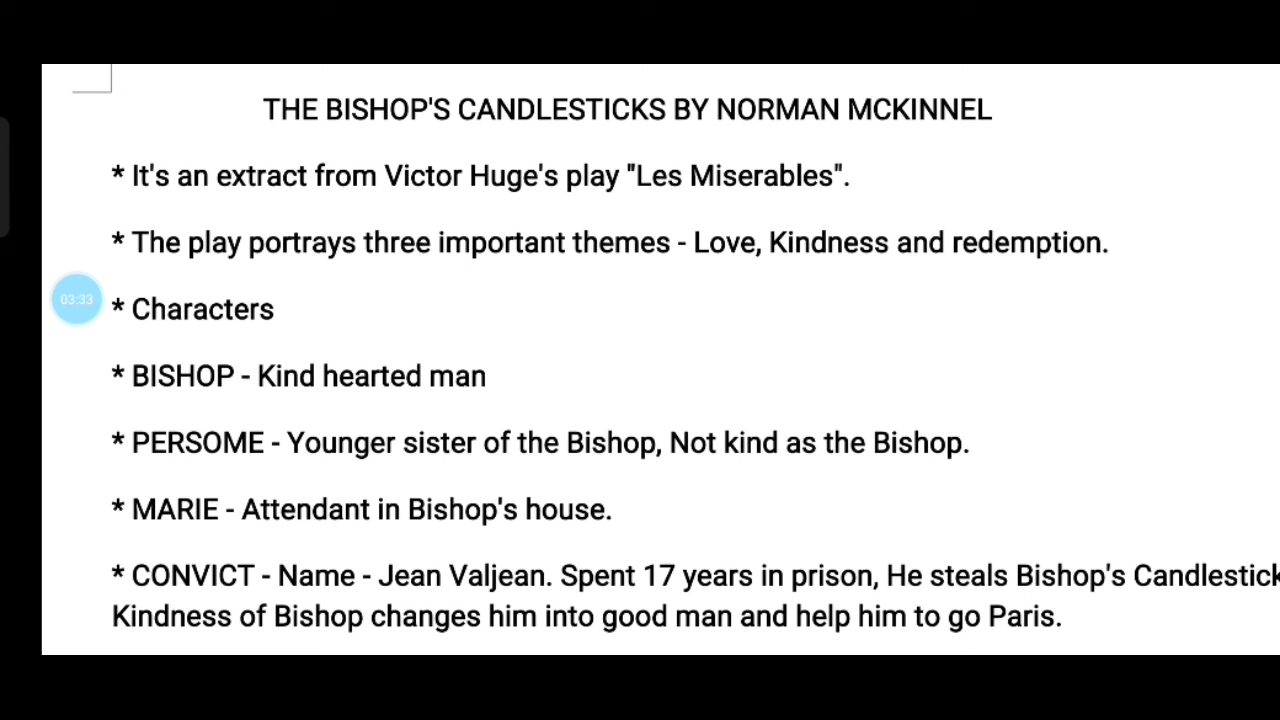 THE BISHOP'S CANDLESTICKS BY NORMAN MCKINNEL
* It's an extract from Victor Huge's play "Les Miserables".
* The play portrays three important themes - Love, Kindness and redemption.
03:33
* Characters
* BISHOP - Kind hearted man
* PERSOME - Younger sister of the Bishop, Not kind as the Bishop.
* MARIE - Attendant in Bishop's house.
* CONVICT - Name - Jean Valjean. Spent 17 years in prison, He steals Bishop's Candlestick
Kindness of Bishop changes him into good man and help him to go Paris.